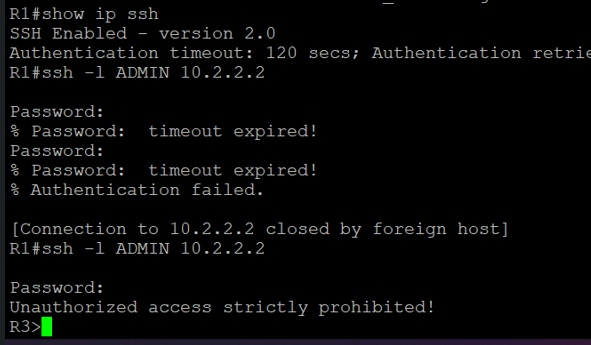 R1#show ip ssh
SSH Enabled - version 2.0
Authentication timeout: 120 secs; Authentication
R1#ssh -l ADMIN 10.2.2.2
Password:
% Password:  timeout expired!
Password:
% Password:  timeout expired!
% Authentication failed.
[Connection to 10.2.2.2 closed by foreign host]
R1#ssh -l ADMIN 10.2.2.2
Password:
Unauthorized access strictly prohibited!
R3>